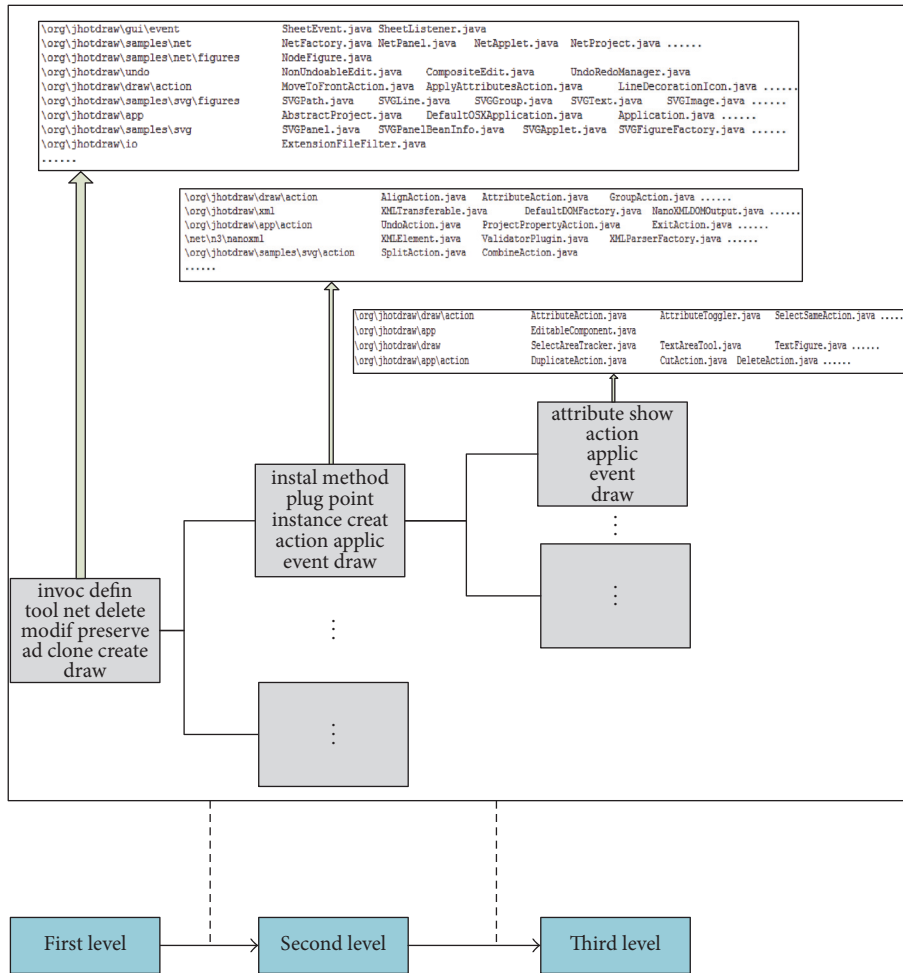 \org\jhotdraw\gui\event SheetEvent.java SheetListener.java
\org\jhotdraw\samples\net NetFactory.java NetPanel.java NetApplet.java NetProject.java ......
\org\jhotdraw\samples\net\figures NodeFigure.java
\org\jhotdraw\undo NonUndoableEdit.java CompositeEdit.java UndoRedoManager.java
\org\jhotdraw\draw\action MoveToFrontAction.java ApplyAttributesAction.java LineDecorationIcon.java ......
\org\jhotdraw\samples\svg\figures SVGPath.java SVGLine.java SVGGroup.java SVGText.java SVGImage.java ......
\org\jhotdraw\app AbstractProject.java DefaultOSXApplication.java Application.java ......
\org\jhotdraw\samples\svg SVGPanel.java SVGPanelBeanInfo.java SVGApplet.java SVGFigureFactory.java ......
\org\jhotdraw\io ExtensionFileFilter.java
......
\org\jhotdraw\draw\action AlignAction.java AttributeAction.java GroupAction.java ......
\org\jhotdraw\xml XMLTransferable.java DefaultDOMFactory.java NanoXMLDOMOutput.java ......
\org\jhotdraw\app\action UndoAction.java ProjectPropertyAction.java ExitAction.java ......
\net\n3\nanoxml XMLElement.java ValidatorPlugin.java XMLParserFactory.java ......
\org\jhotdraw\samples\svg\action SplitAction.java CombineAction.java
......
\org\jhotdraw\draw\action AttributeAction.java AttributeToggler.java SelectSameAction.java .....
\org\jhotdraw\app EditableComponent.java
\org\jhotdraw\draw SelectAreaTracker.java TextAreaTool.java TextFigure.java ......
\org\jhotdraw\app\action DuplicateAction.java CutAction.java DeleteAction.java ......
attribute show
action
applic
event
draw
⋮
⋮
instal method
plug point
instance creat
action applic
event draw
⋮
⋮
invoc defin
tool net delete
modif preserve
ad clone create
draw
First level Second level Third level